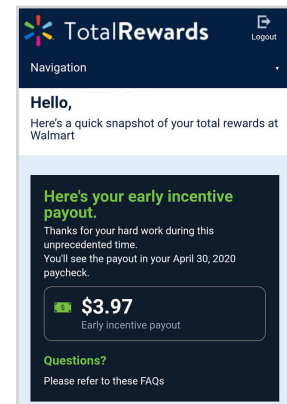 TotalRewards
Logout
Navigation
Hello,
Here's a quick snapshot of your total rewards at
Walmart
Here's your early incentive
payout.
Thanks for your hard work during this
unprecedented time.
You'll see the payout in your April 30, 2020
paycheck.
$3.97
Early incentive payout
Questions?
Please refer to these FAQs